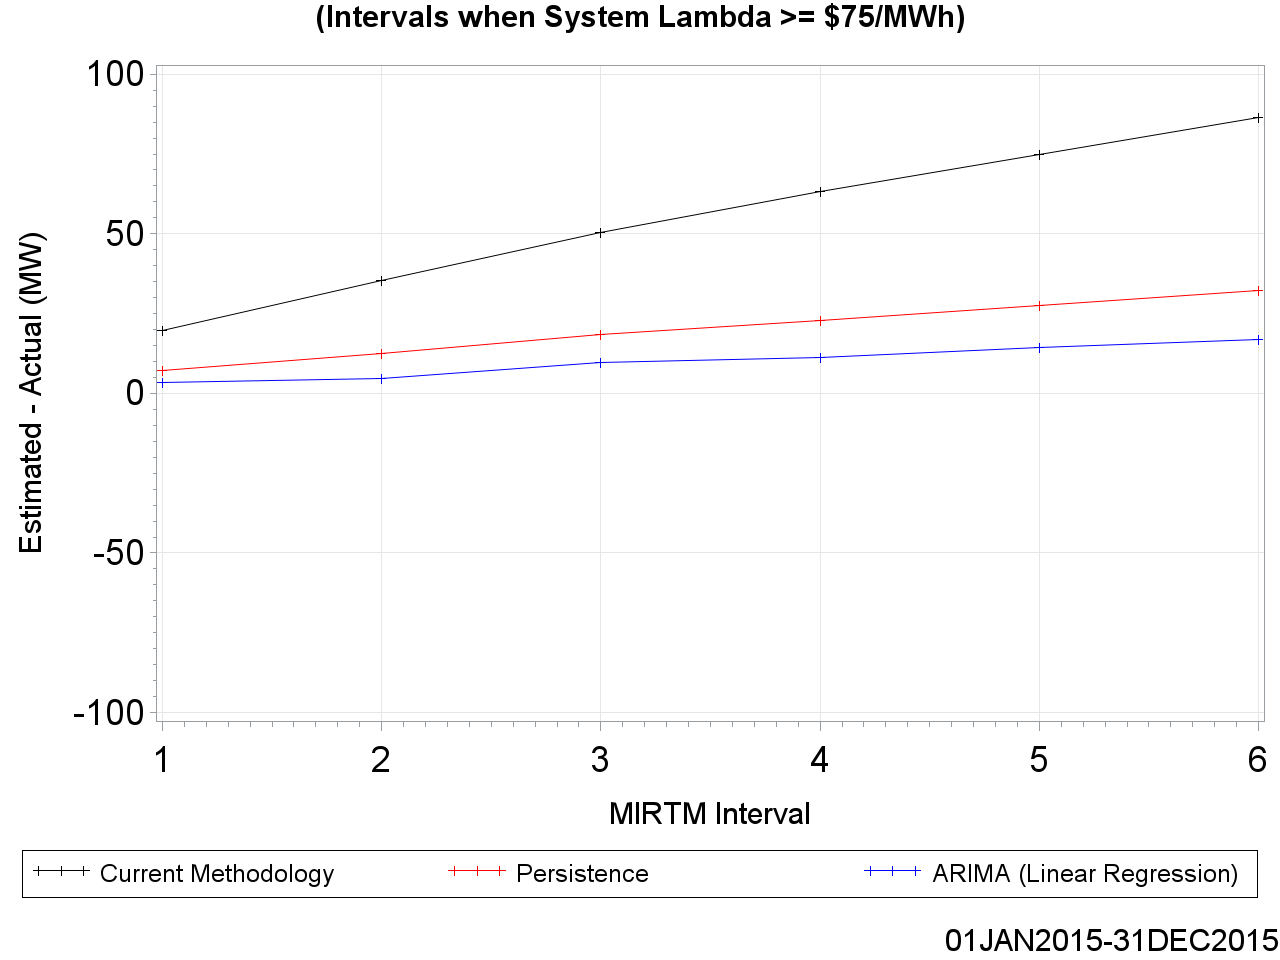 (Intervals when System Lambda >= $75/MWh)
100
50
0
-50
-100
Estimated - Actual (MW)
1 2 3 4 5 6
MIRTM Interval
Current Methodology Persistence ARIMA (Linear Regression)
01JAN2015-31DEC2015